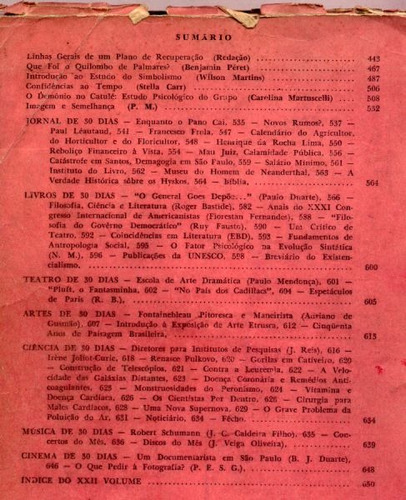 SUMÁRIO
Linhas Gerais de um Plano de Recuperação (Redação) 443
Que Foi o Quilombo de Palmares? (Benjamin Péret) 467
Introdução ao Estudo do Simbolismo (Wilson Martins) 487
Confidências ao Tempo (Stella Carr) 506
O Demônio no Catulé: Estudo Psicológico do Grupo (Carolina Martuscelli) 508
Imagem e Semelhança (P. M.) 532
JORNAL DE 30 DIAS — Enquanto o Pano Cai, 535 — Novos Rumos?, 537 —
Paul Léautaud, 541 — Francesco Frola, 547 — Calendário do Agricultor,
do Horticultor e do Floricultor, 548 — Henrique da Rocha Lima, 550 —
Rebolíço Financeiro à Vista, 554 — Mau Juiz, Calamidade Pública, 556 —
Catástrofe em Santos, Demagogia em São Paulo, 559 — Salário Mínimo, 561 —
Instituto do Livro, 562 — Museu do Homem de Neanderthal, 563 — A
Verdade Histórica sôbre os Hyksos, 564 — Bíblia, 564
LIVROS DE 30 DIAS — "O General Goes Depõe..." (Paulo Duarte), 566 —
Filosofia, Ciência e Literatura (Roger Bastide), 582 — Anais do XXXI Con-
gresso Internacional de Americanistas (Florestan Fernandes), 588 — "Filo-
sofia do Govêrno Democrático" (Ruy Fausto), 590 — Um Crítico de
Teatro, 592 — Coincidências em Literatura (EBD), 593 — Fundamentos de
Antropologia Social, 595 — O Fator Psicológico na Evolução Sintática
(N. M.), 596 — Publicações da UNESCO, 598 — Breviário do Existen-
cialismo. 600
TEATRO DE 30 DIAS — Escola de Arte Dramática (Paulo Mendonça), 601 —
"Pluft, o Fantasminha, 602 — "No País dos Cadillacs", 604 — Espetáculos
de Paris (R. B.), 605
ARTES DE 30 DIAS — Fontainebleau Pitoresca e Maneirista (Auriano de
Gusmão), 607 — Introdução à Exposição de Arte Etrusca, 612 — Cinqüenta
Anos de Paisagem Brasileira, 615
CIÊNCIA DE 30 DIAS — Diretores para Institutos de Pesquisas (J. Reis), 616 —
Irène Joliot-Curie, 618 — Renasce Pulkovo, 620 — Gorilas em Cativeiro, 620
— Construção de Telescópios, 621 — Contra a Leucemia, 621 — A Velo-
cidade das Galáxias Distantes, 623 — Doença Coronária e Remédios Anti-
coagulantes, 623 — Monstruosidades do Peronismo, 624 — Vitamina e
Doença Cardíaca, 626 — Os Cientistas Por Dentro, 626 — Cirurgia para
Males Cardíacos, 628 — Uma Nova Supernova, 629 — O Grave Problema da
Poluição do Ar, 631 — Noticiário, 634 — Fêcho. 634
MÚSICA DE 30 DIAS — Robert Schumann (J. C. Caldeira Filho), 635 — Con-
certos do Mês, 636 — Discos do Mês (J. Veiga Oliveira). 639
CINEMA DE 30 DIAS — Um Documentarista em São Paulo (B. J. Duarte),
646 — O Que Pedir à Fotografia? (P. E. S. G.), 648
ÍNDICE DO XXII VOLUME 650